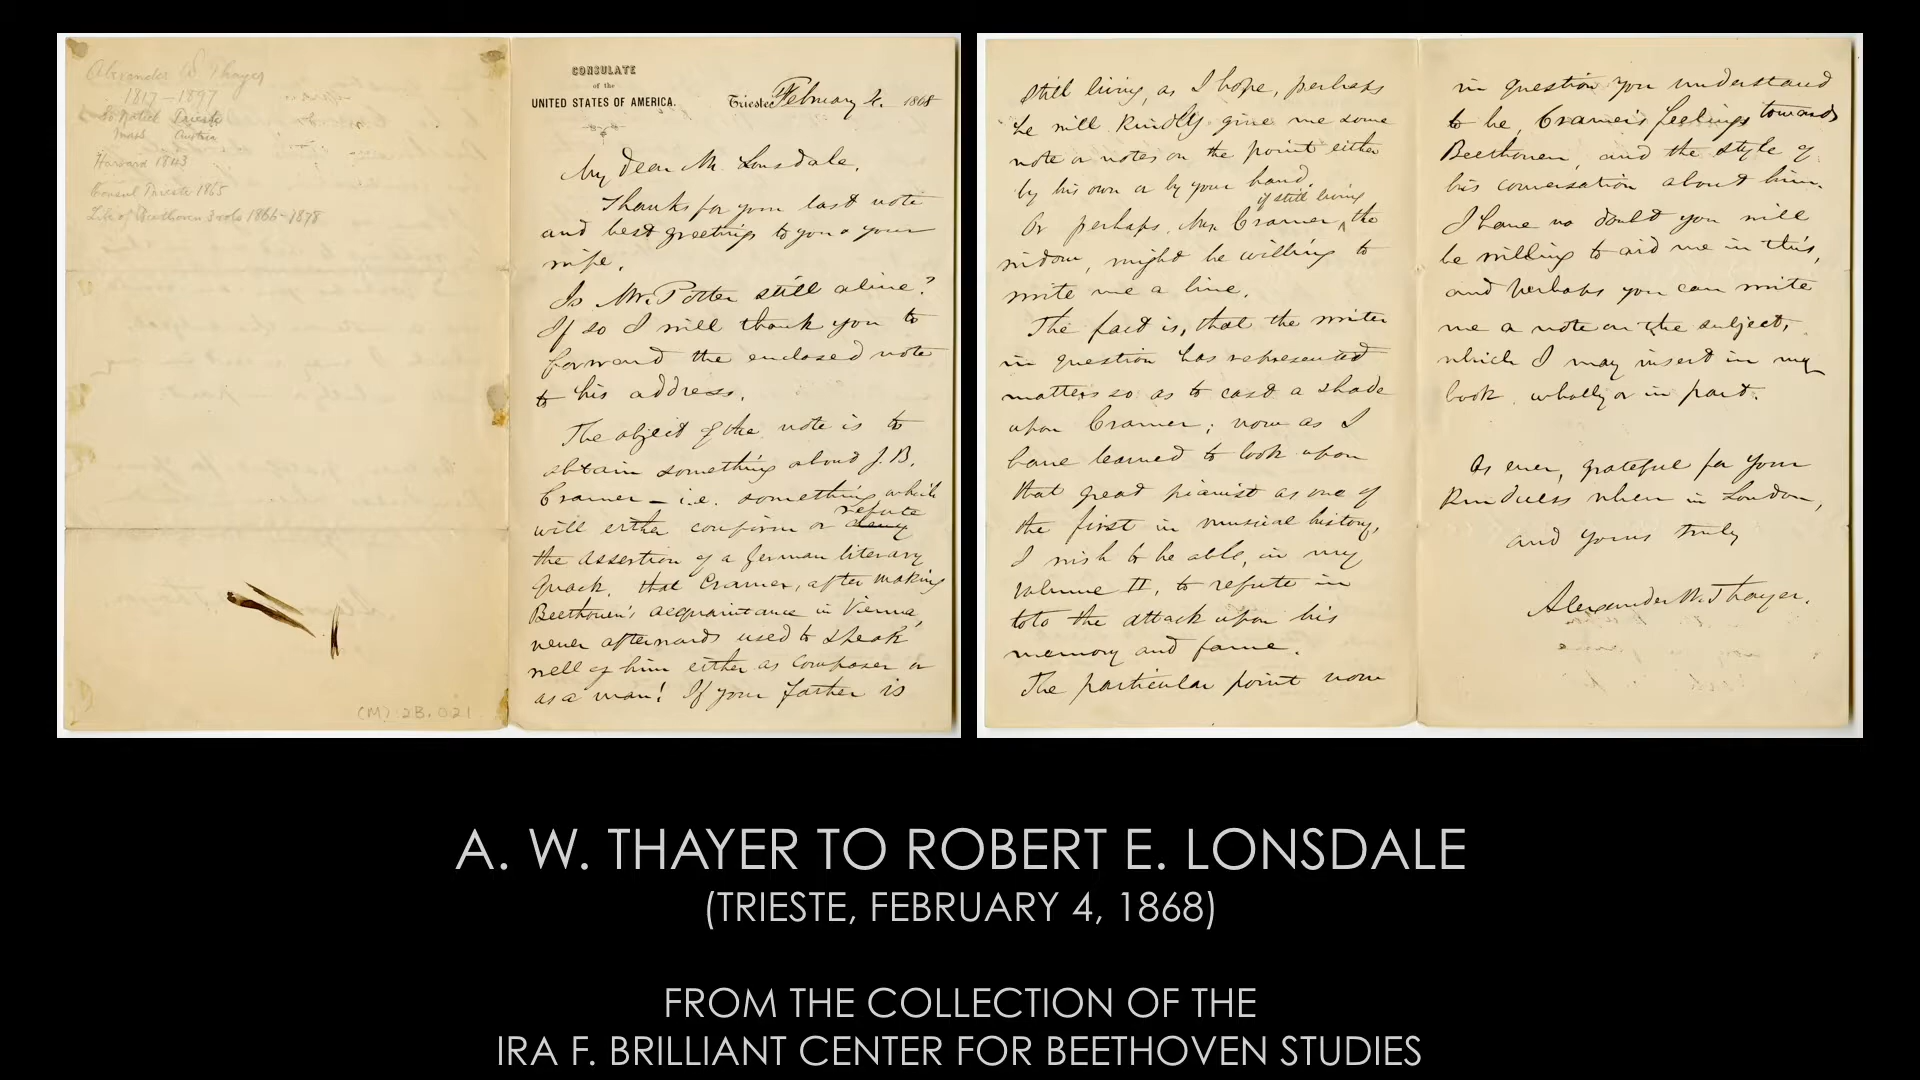 Alexander W. Thayer
1817–1897
So. Natick Trieste
Mass Austria
Harvard 1843
Consul Trieste 1865
Life of Beethoven 3 vols 1866–1878
(M) 2B.021
CONSULATE
of the
UNITED STATES OF AMERICA.
Trieste February 4. 1868
My dear Mr. Lonsdale,
Thanks for your last note
and best greetings to you & your
wife.
Is Mr. Potter still alive?
If so I will thank you to
forward the enclosed note
to his address.
The object of the note is to
obtain something about J. B.
Cramer – i.e. something which
refute
will either confirm or deny
the assertion of a German literary
Quack, that Cramer, after making
Beethoven's acquaintance in Vienna,
never afterwards used to speak
well of him either as composer or
as a man! If your father is
still living, as I hope, perhaps
he will kindly give me some
note or notes on the point either
by his own or by your hand.
if still living
Or perhaps, Mrs Cramer, the
widow, might be willing to
write me a line.
The fact is, that the writer
in question has represented
matters so as to cast a shade
upon Cramer; now as I
have learned to look upon
that great pianist as one of
the first in musical history,
I wish to be able, in my
volume II, to refute in
toto the attack upon his
memory and fame.
The particular point now
in question you understand
to be, Cramer's feelings towards
Beethoven, and the style of
his conversation about him.
I have no doubt you will
be willing to aid me in this,
and perhaps you can write
me a note on the subject,
which I may insert in my
book, wholly or in part.
As ever, grateful for your
kindness when in London,
and yours truly
Alexander W. Thayer.
A. W. THAYER TO ROBERT E. LONSDALE
(TRIESTE, FEBRUARY 4, 1868)
FROM THE COLLECTION OF THE
IRA F. BRILLIANT CENTER FOR BEETHOVEN STUDIES